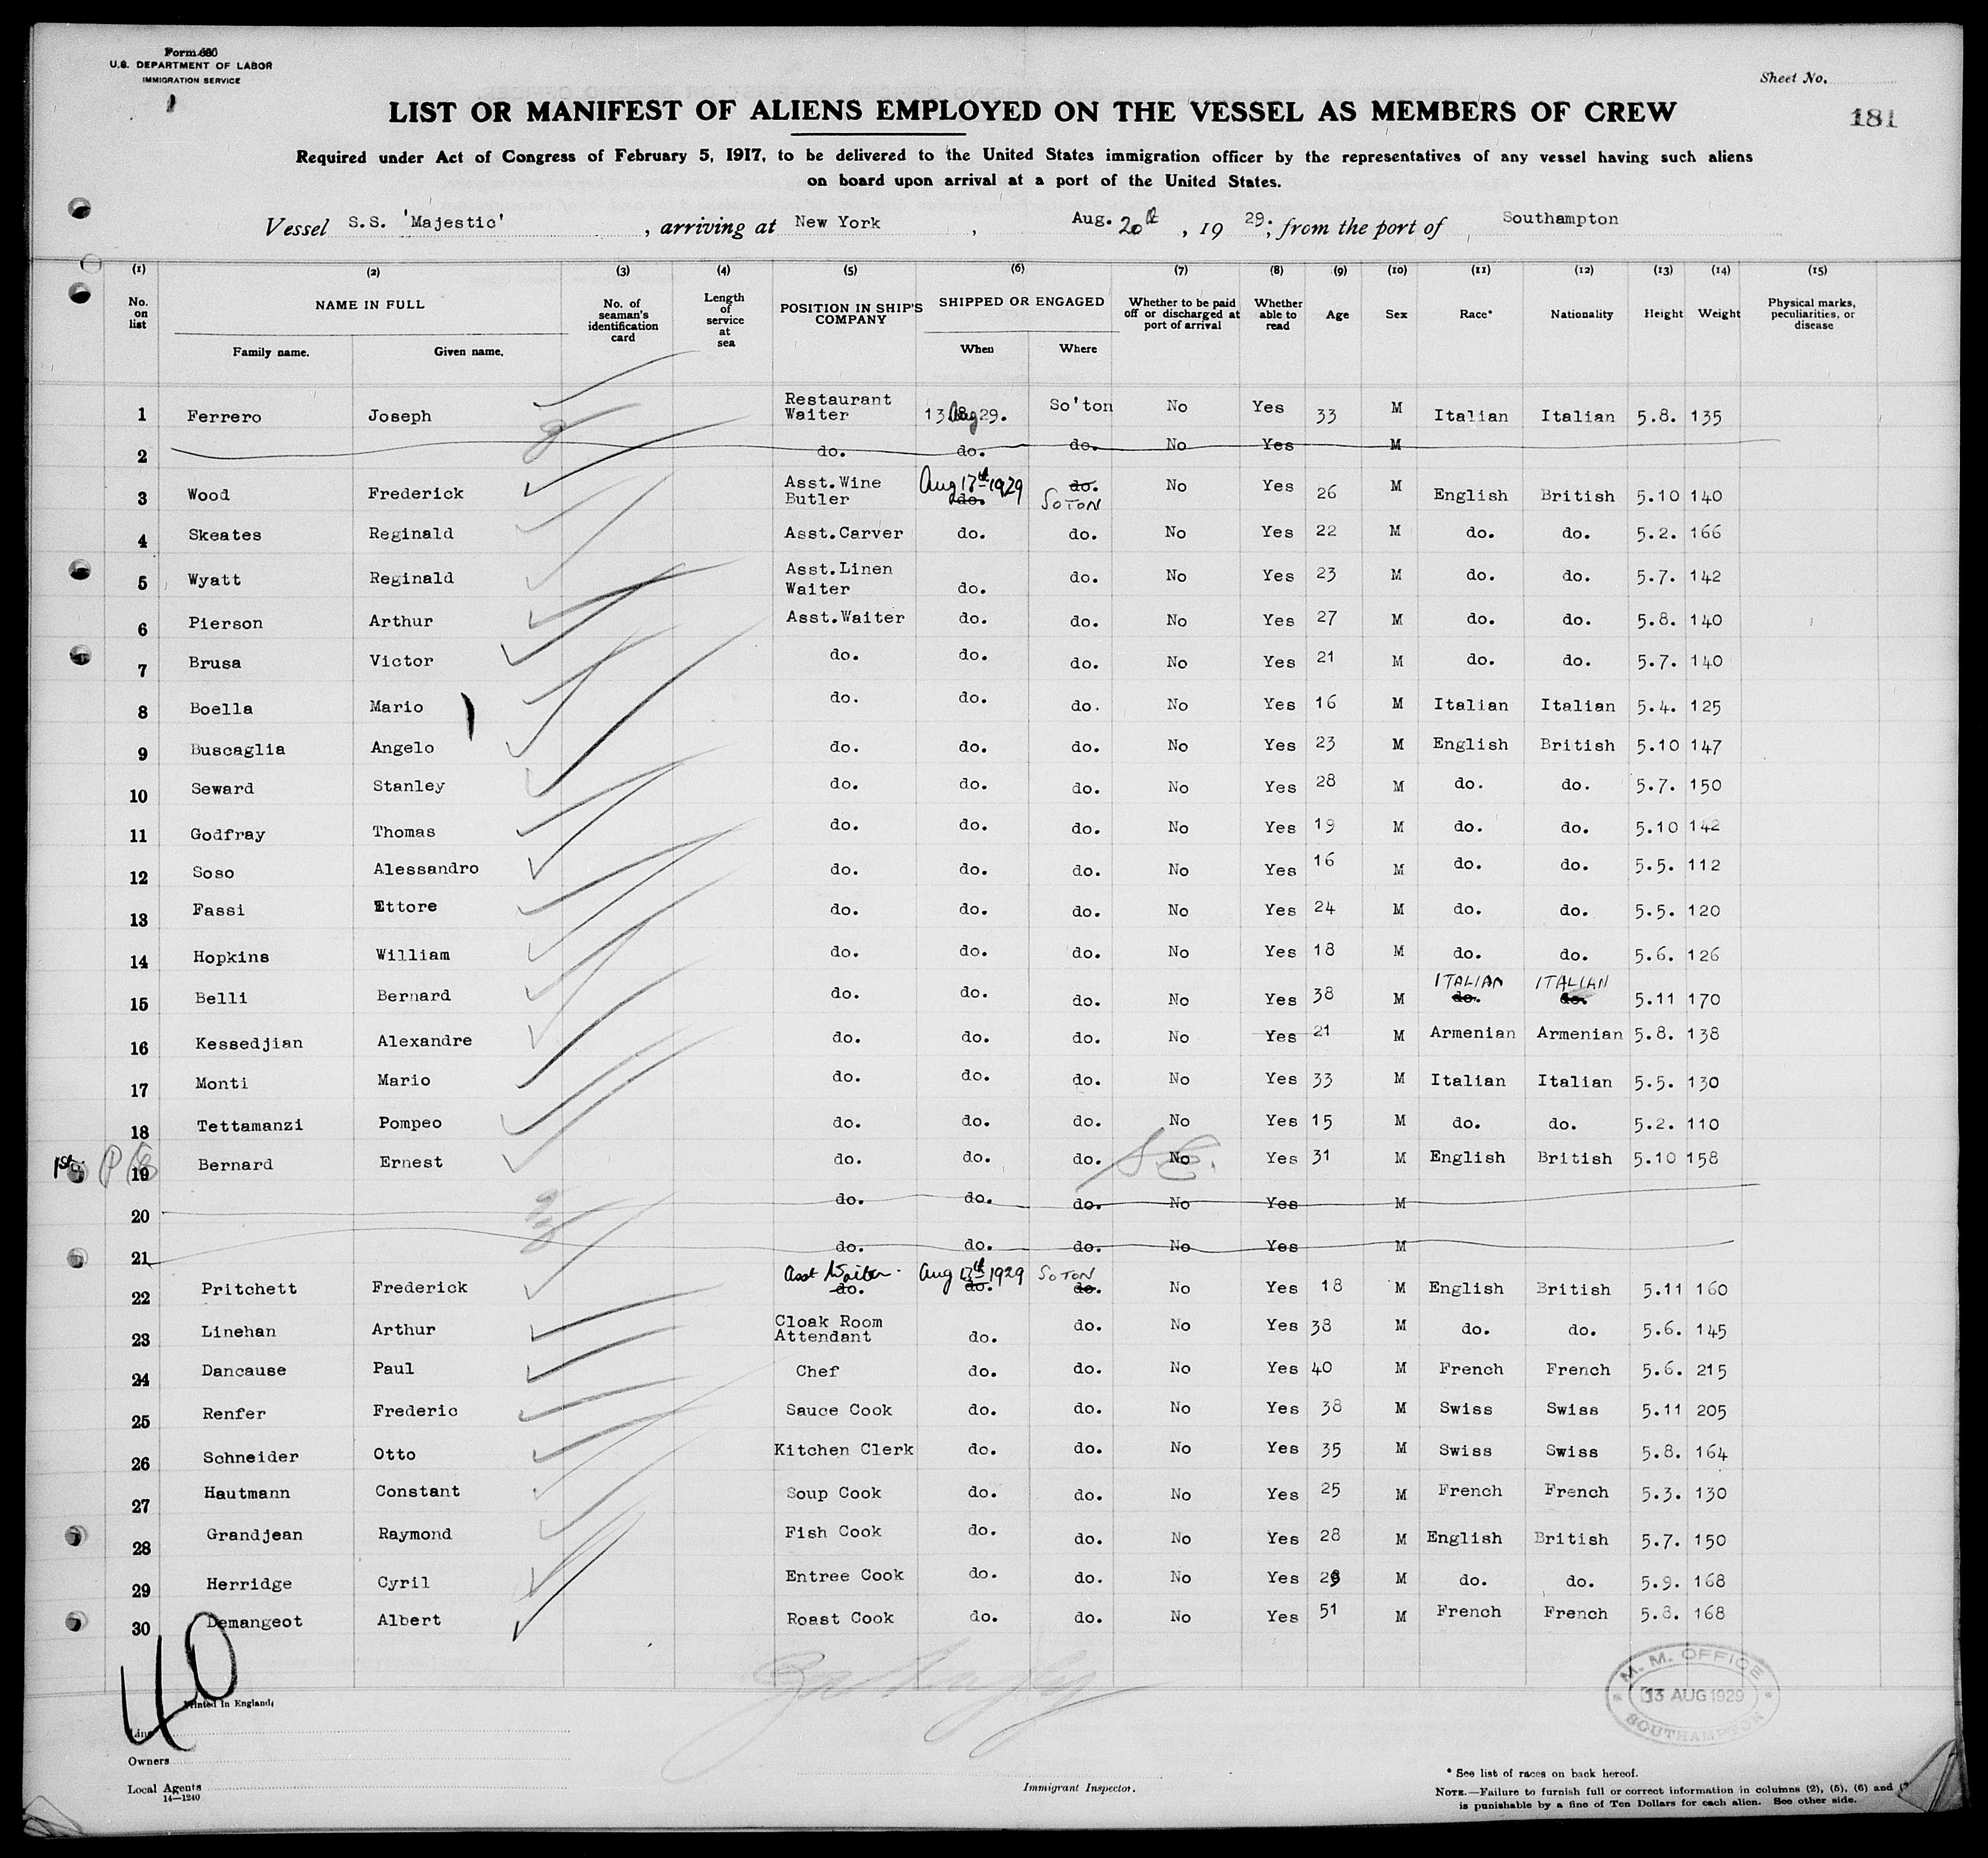 Form 680
U.S. DEPARTMENT OF LABOR
IMMIGRATION SERVICE
Sheet No.
181
LIST OR MANIFEST OF ALIENS EMPLOYED ON THE VESSEL AS MEMBERS OF CREW
Required under Act of Congress of February 5, 1917, to be delivered to the United States immigration officer by the representatives of any vessel having such aliens
on board upon arrival at a port of the United States.
Vessel S.S. 'Majestic' , arriving at New York , Aug. 20th , 19 29; from the port of Southampton
(1) (2) (3) (4) (5) (6) (7) (8) (9) (10) (11) (12) (13) (14) (15)
No. on list NAME IN FULL No. of seaman's identification card Length of service at sea POSITION IN SHIP'S COMPANY SHIPPED OR ENGAGED Whether to be paid off or discharged at port of arrival Whether able to read Age Sex Race* Nationality Height Weight Physical marks, peculiarities, or disease
Family name. Given name. When Where
1 Ferrero Joseph Restaurant Waiter 13 Aug 29. So'ton No Yes 33 M Italian Italian 5.8. 135
2 do. do. do. No Yes M
3 Wood Frederick Asst.Wine Butler Aug 13th 1929 do. do. SOTON No Yes 26 M English British 5.10 140
4 Skeates Reginald Asst.Carver do. do. No Yes 22 M do. do. 5.2. 166
5 Wyatt Reginald Asst.Linen Waiter do. do. No Yes 23 M do. do. 5.7. 142
6 Pierson Arthur Asst.Waiter do. do. No Yes 27 M do. do. 5.8. 140
7 Brusa Victor do. do. do. No Yes 21 M do. do. 5.7. 140
8 Boella Mario do. do. do. No Yes 16 M Italian Italian 5.4. 125
9 Buscaglia Angelo do. do. do. No Yes 23 M English British 5.10 147
10 Seward Stanley do. do. do. No Yes 28 M do. do. 5.7. 150
11 Godfray Thomas do. do. do. No Yes 19 M do. do. 5.10 142
12 Soso Alessandro do. do. do. No Yes 16 M do. do. 5.5. 112
13 Fassi Ettore do. do. do. No Yes 24 M do. do. 5.5. 120
14 Hopkins William do. do. do. No Yes 18 M do. do. 5.6. 126
15 Belli Bernard do. do. do. No Yes 38 M ITALIAN do. ITALIAN do. 5.11 170
16 Kessedjian Alexandre do. do. do. No Yes 21 M Armenian Armenian 5.8. 138
17 Monti Mario do. do. do. No Yes 33 M Italian Italian 5.5. 130
18 Tettamanzi Pompeo do. do. do. No Yes 15 M do. do. 5.2. 110
1st. 19 Bernard Ernest do. do. do. No Yes 31 M English British 5.10 158
20 do. do. do. No Yes M
21 do. do. do. No Yes M
22 Pritchett Frederick Asst Waiter. do. Aug 13th 1929 do. SOTON do. No Yes 18 M English British 5.11 160
23 Linehan Arthur Cloak Room Attendant do. do. No Yes 38 M do. do. 5.6. 145
24 Dancause Paul Chef do. do. No Yes 40 M French French 5.6. 215
25 Renfer Frederic Sauce Cook do. do. No Yes 38 M Swiss Swiss 5.11 205
26 Schneider Otto Kitchen Clerk do. do. No Yes 35 M Swiss Swiss 5.8. 164
27 Hautmann Constant Soup Cook do. do. No Yes 25 M French French 5.3. 130
28 Grandjean Raymond Fish Cook do. do. No Yes 28 M English British 5.7. 150
29 Herridge Cyril Entree Cook do. do. No Yes 29 M do. do. 5.9. 168
30 Demangeot Albert Roast Cook do. do. No Yes 51 M French French 5.8. 168
40
Printed in England.
Line
Owners
Local Agents
14—1240
Immigrant Inspector.
M. M. OFFICE
13 AUG 1929
SOUTHAMPTON
* See list of races on back hereof.
NOTE.—Failure to furnish full or correct information in columns (2), (5), (6) and
is punishable by a fine of Ten Dollars for each alien. See other side.